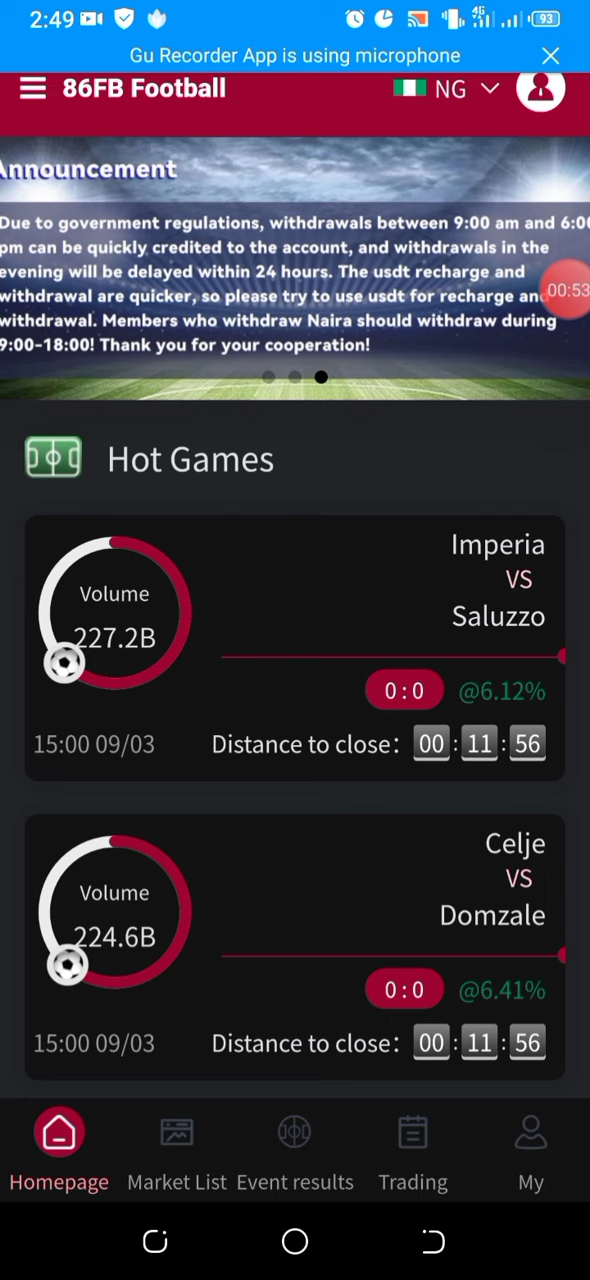 2:49 4G 93
Gu Recorder App is using microphone
86FB Football NG
Announcement
Due to government regulations, withdrawals between 9:00 am and 6:00
pm can be quickly credited to the account, and withdrawals in the
evening will be delayed within 24 hours. The usdt recharge and
withdrawal are quicker, so please try to use usdt for recharge and
00:53
withdrawal. Members who withdraw Naira should withdraw during
9:00-18:00! Thank you for your cooperation!
Hot Games
Imperia
VS
Saluzzo
Volume
227.2B
0 : 0 @6.12%
15:00 09/03 Distance to close: 00 : 11 : 56
Celje
VS
Domzale
Volume
224.6B
0 : 0 @6.41%
15:00 09/03 Distance to close: 00 : 11 : 56
Homepage Market List Event results Trading My